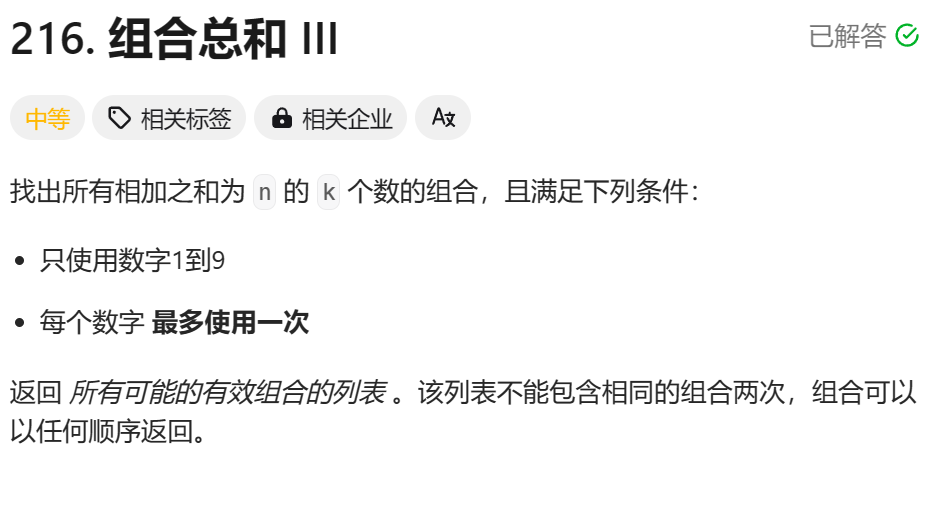 216. 组合总和 III
已解答
中等
相关标签
相关企业
A文
找出所有相加之和为 n 的 k 个数的组合，且满足下列条件：
只使用数字1到9
每个数字 最多使用一次
返回 所有可能的有效组合的列表 。该列表不能包含相同的组合两次，组合可以
以任何顺序返回。